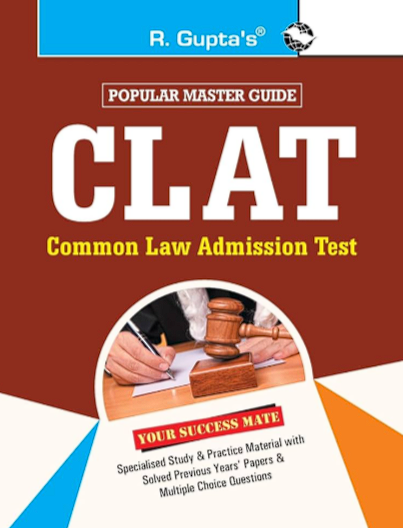 R. Gupta's®
POPULAR MASTER GUIDE
CLAT
Common Law Admission Test
YOUR SUCCESS MATE
Specialised Study & Practice Material with
Solved Previous Years' Papers &
Multiple Choice Questions